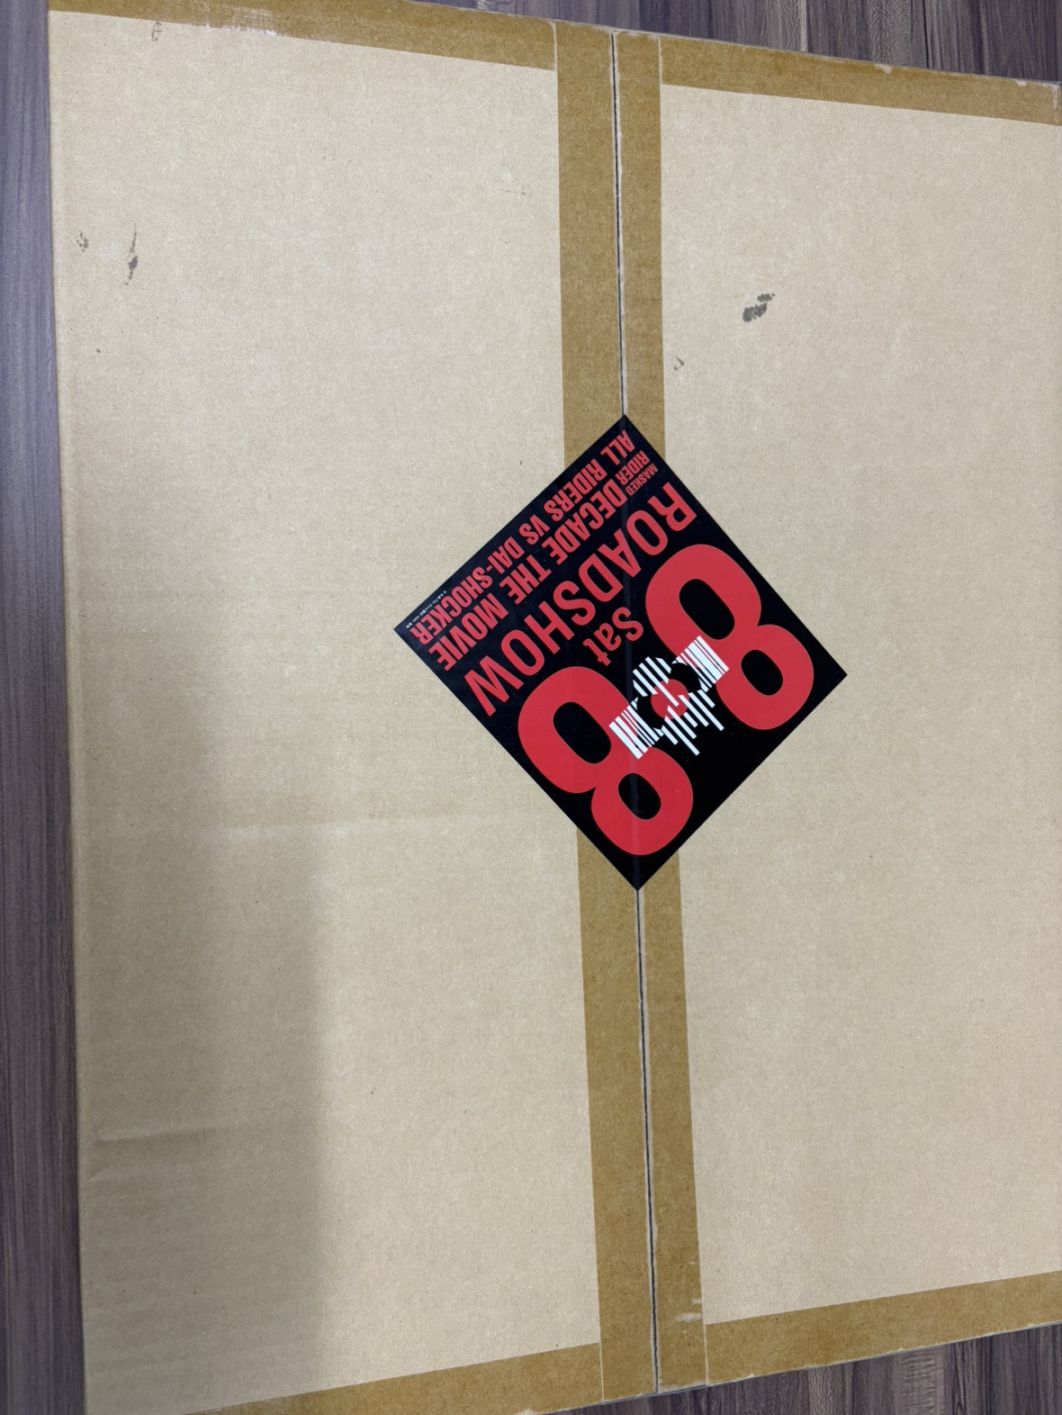 8 8
Sat
ROADSHOW
MASKED
RIDER DECADE THE MOVIE
ALL RIDERS VS DAI-SHOCKER